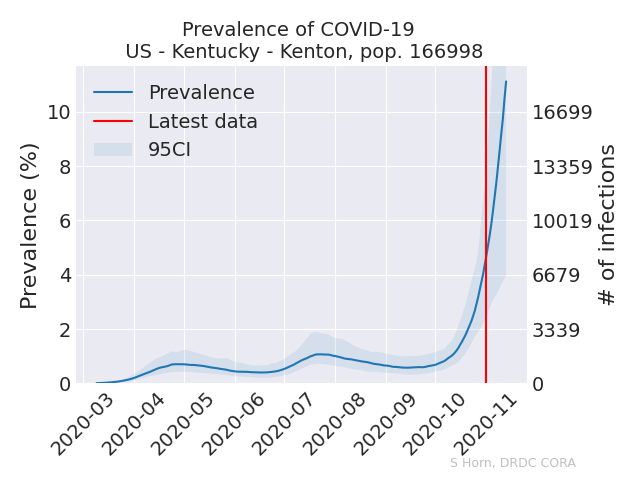 Prevalence of COVID-19
US - Kentucky - Kenton, pop. 166998
Prevalence
Latest data
95CI
Prevalence (%)
10
8
6
4
2
0
16699
13359
10019
6679
3339
0
# of infections
2020-03
2020-04
2020-05
2020-06
2020-07
2020-08
2020-09
2020-10
2020-11
S Horn, DRDC CORA